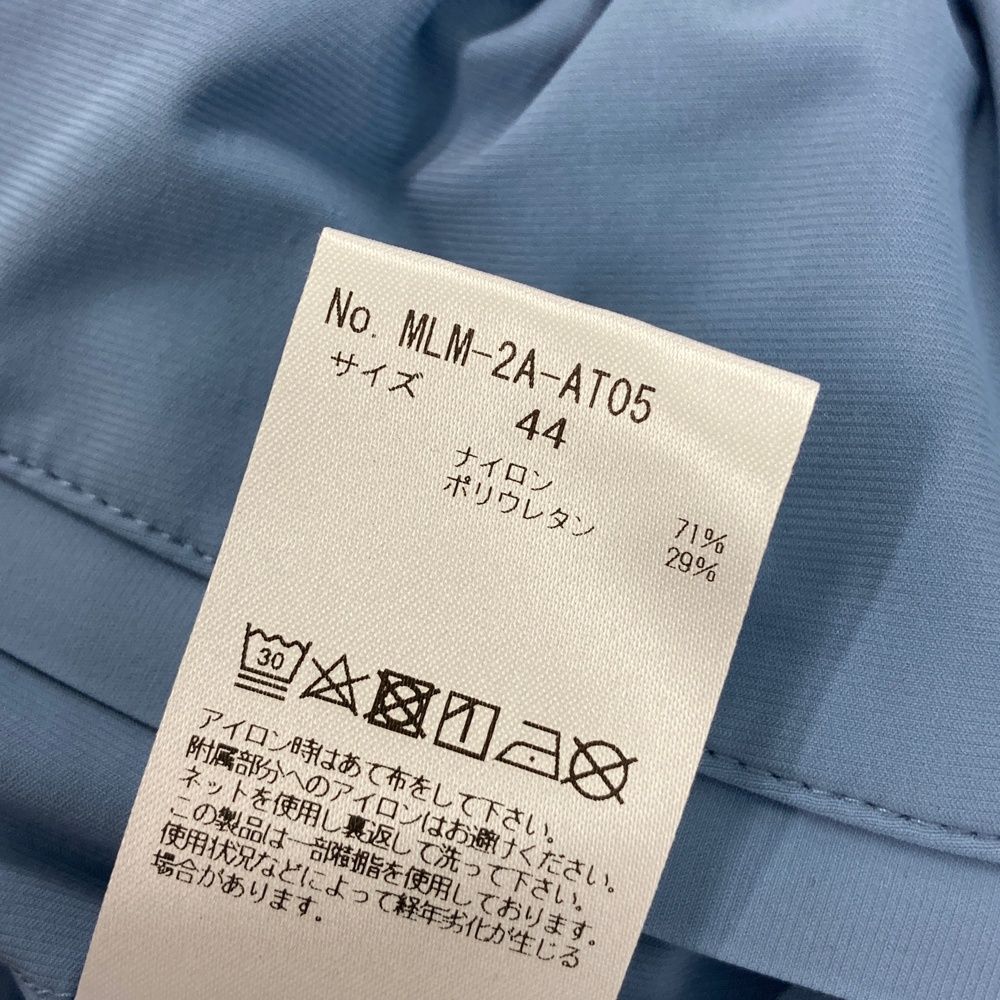 No. MLM-2A-AT05
サイズ 44
ナイロン 71%
ポリウレタン 29%
30
アイロン時はあて布をして下さい。
附属部分へのアイロンはお避けください。
ネットを使用し裏返して洗って下さい。
この製品は一部樹脂を使用しております。
使用状況などによって経年劣化が生じる
場合があります。